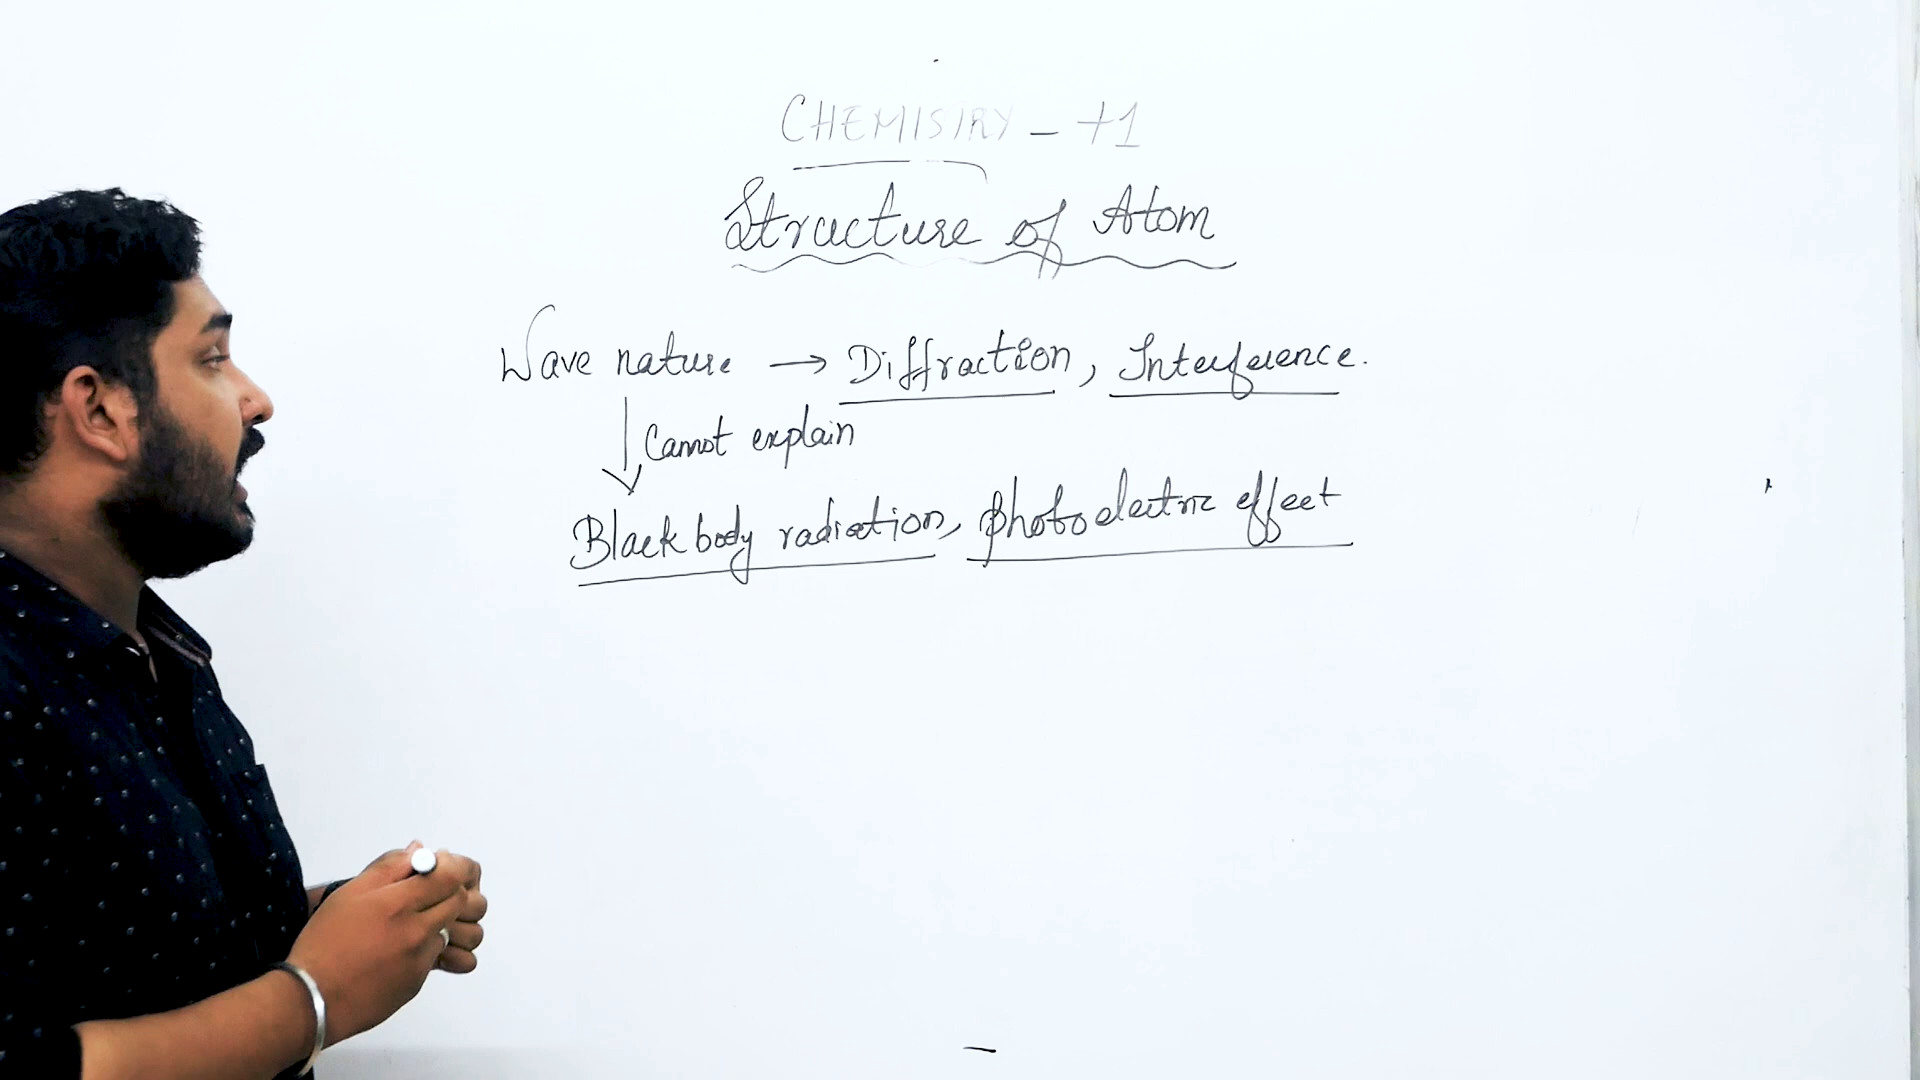 CHEMISTRY - +1
Structure of Atom
Wave nature → Diffraction, Interference.
Cannot explain
Black body radiation, photoelectric effect